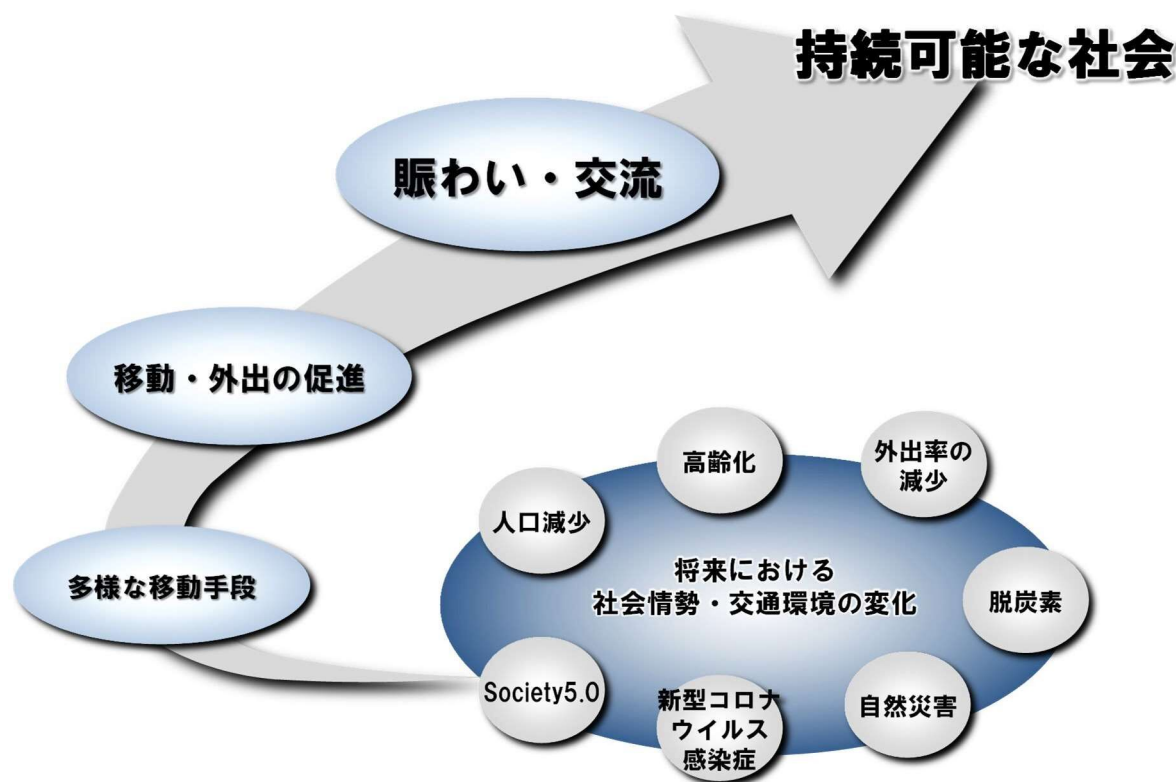 持続可能な社会
賑わい・交流
移動・外出の促進
多様な移動手段
将来における
社会情勢・交通環境の変化
人口減少
高齢化
外出率の
減少
脱炭素
自然災害
新型コロナ
ウイルス
感染症
Society5.0